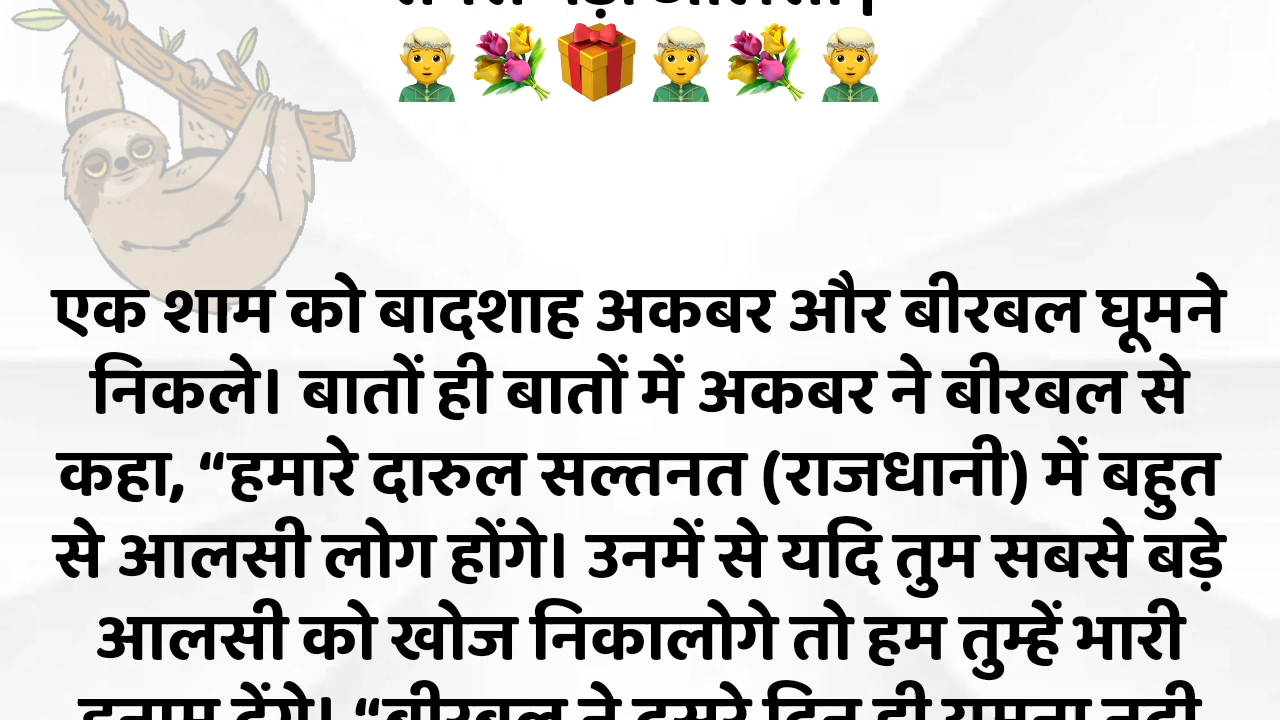 एक शाम को बादशाह अकबर और बीरबल घूमने
निकले। बातों ही बातों में अकबर ने बीरबल से
कहा, “हमारे दारुल सल्तनत (राजधानी) में बहुत
से आलसी लोग होंगे। उनमें से यदि तुम सबसे बड़े
आलसी को खोज निकालोगे तो हम तुम्हें भारी